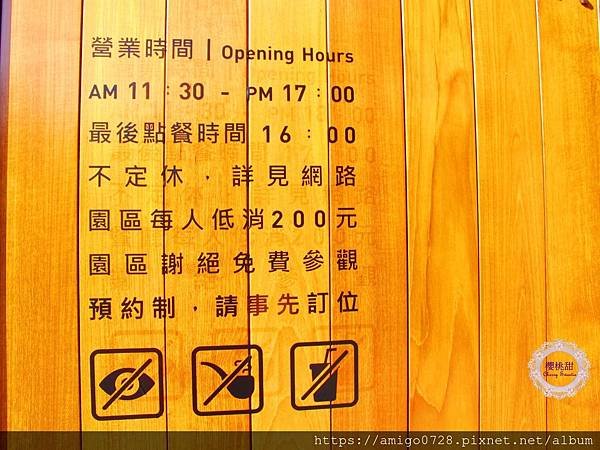 營業時間 | Opening Hours
AM 11：30 - PM 17：00
最後點餐時間 16：00
不定休，詳見網路
園區每人低消200元
園區謝絕免費參觀
預約制，請事先訂位
櫻桃甜
https://amigo0728.pixnet.net/album